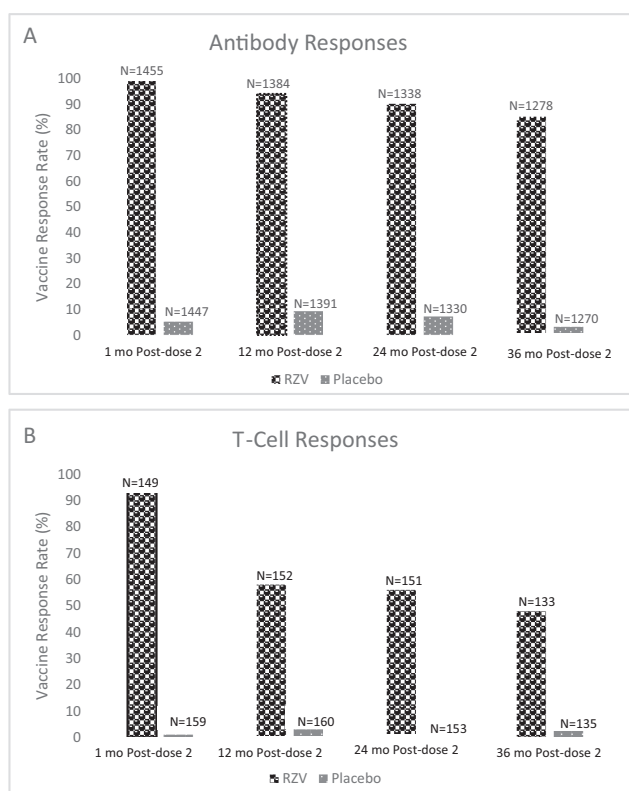 A
Antibody Responses
Vaccine Response Rate (%)
100
90
80
70
60
50
40
30
20
10
0
N=1455
N=1447
N=1384
N=1391
N=1338
N=1330
N=1278
N=1270
1 mo Post-dose 2
12 mo Post-dose 2
24 mo Post-dose 2
36 mo Post-dose 2
RZV Placebo
B
T-Cell Responses
Vaccine Response Rate (%)
100
90
80
70
60
50
40
30
20
10
0
N=149
N=159
N=152
N=160
N=151
N=153
N=133
N=135
1 mo Post-dose 2
12 mo Post-dose 2
24 mo Post-dose 2
36 mo Post-dose 2
RZV Placebo